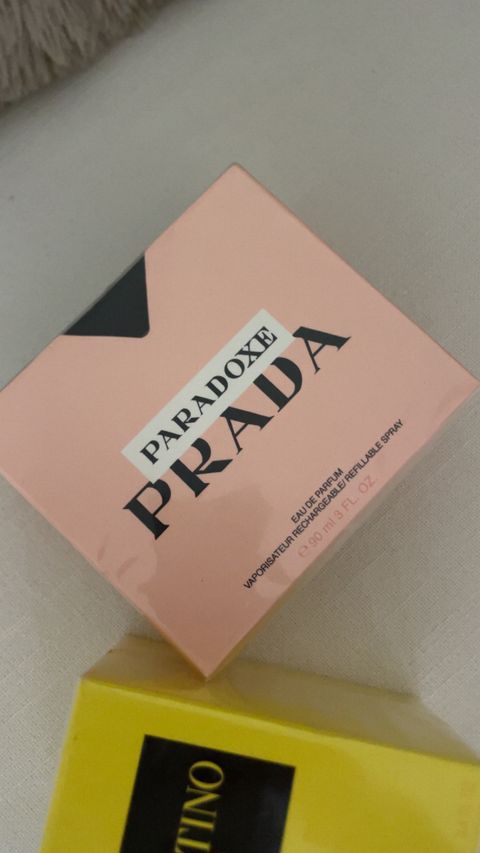 PARADOXE
PRADA
EAU DE PARFUM
VAPORISATEUR RECHARGEABLE/ REFILLABLE SPRAY
℮ 90 ml 3 FL. OZ.
TINO